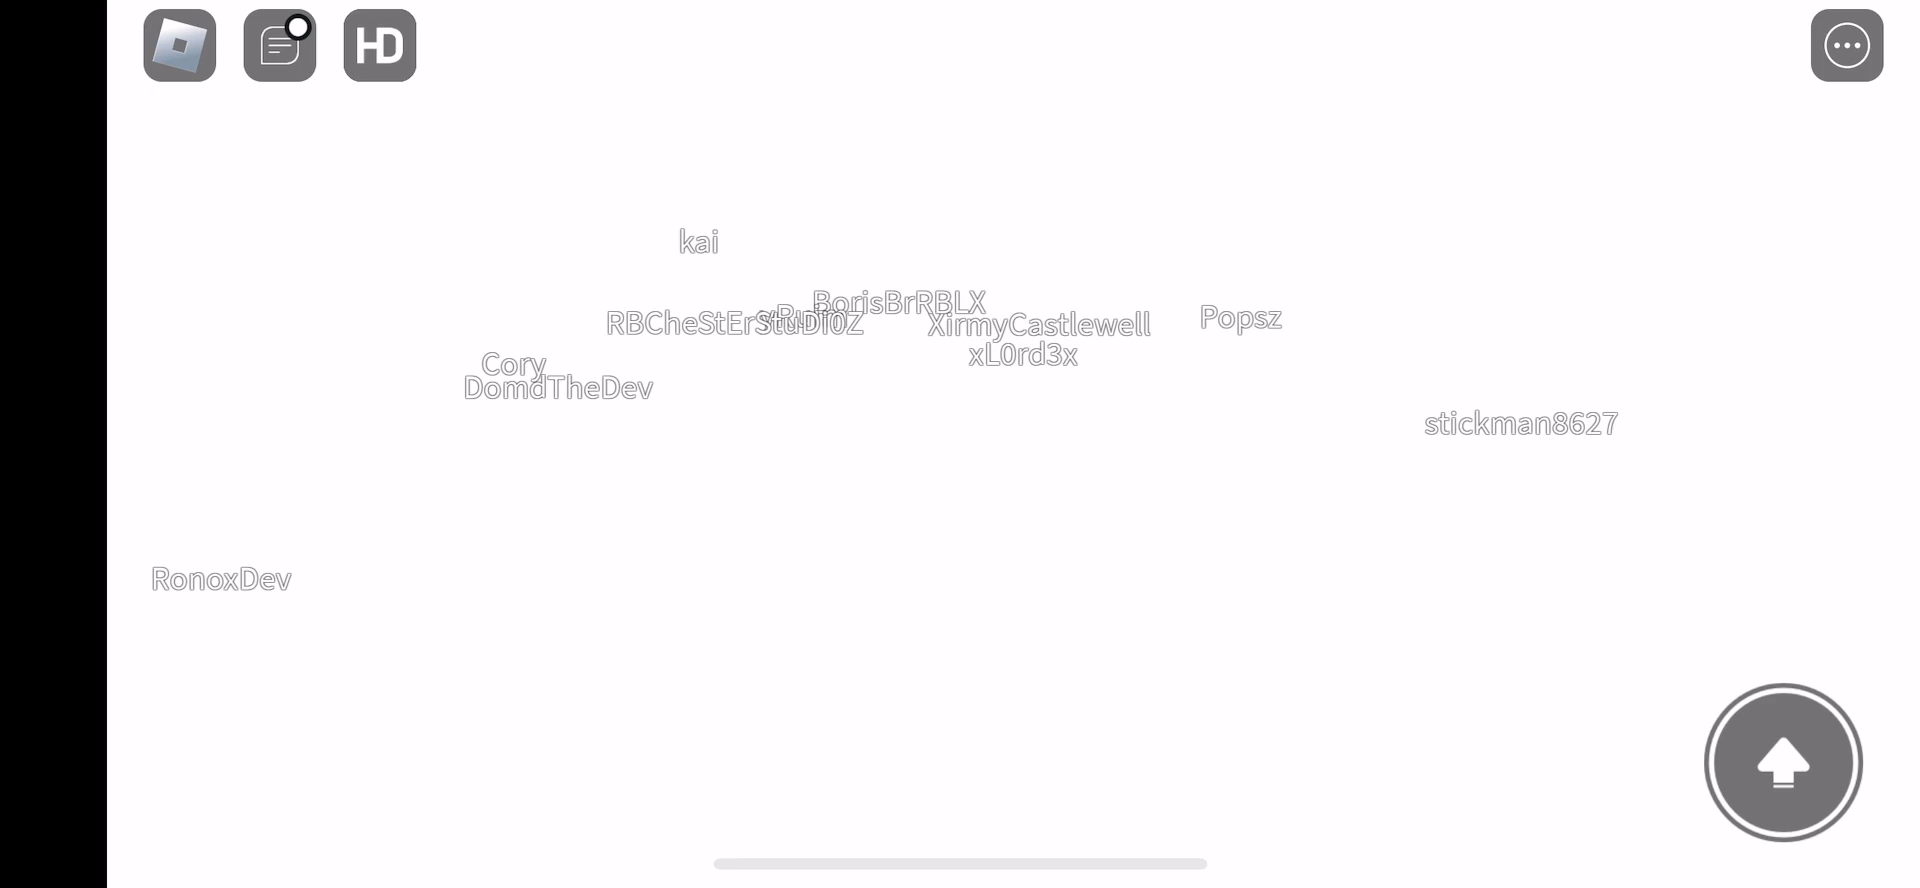 HD
kai
BorisBrRBLX
RBCheStErStuDi0Z
XirmyCastlewell
Popsz
xL0rd3x
Cory
DomdTheDev
stickman8627
RonoxDev